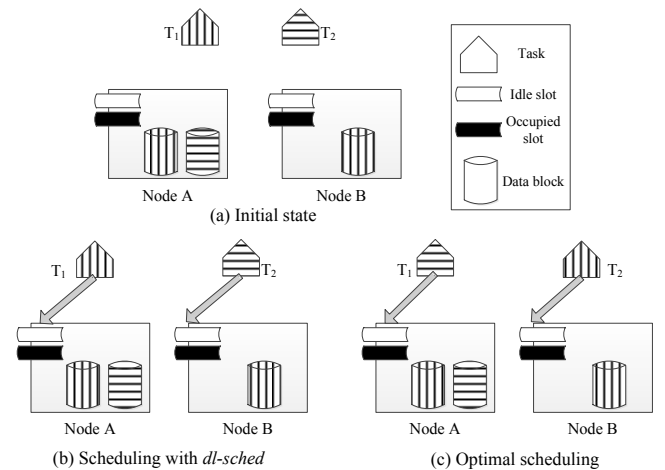 T1
T2
Task
Idle slot
Occupied
slot
Data block
Node A
Node B
(a) Initial state
T1
T2
T1
T2
Node A
Node B
Node A
Node B
(b) Scheduling with dl-sched
(c) Optimal scheduling